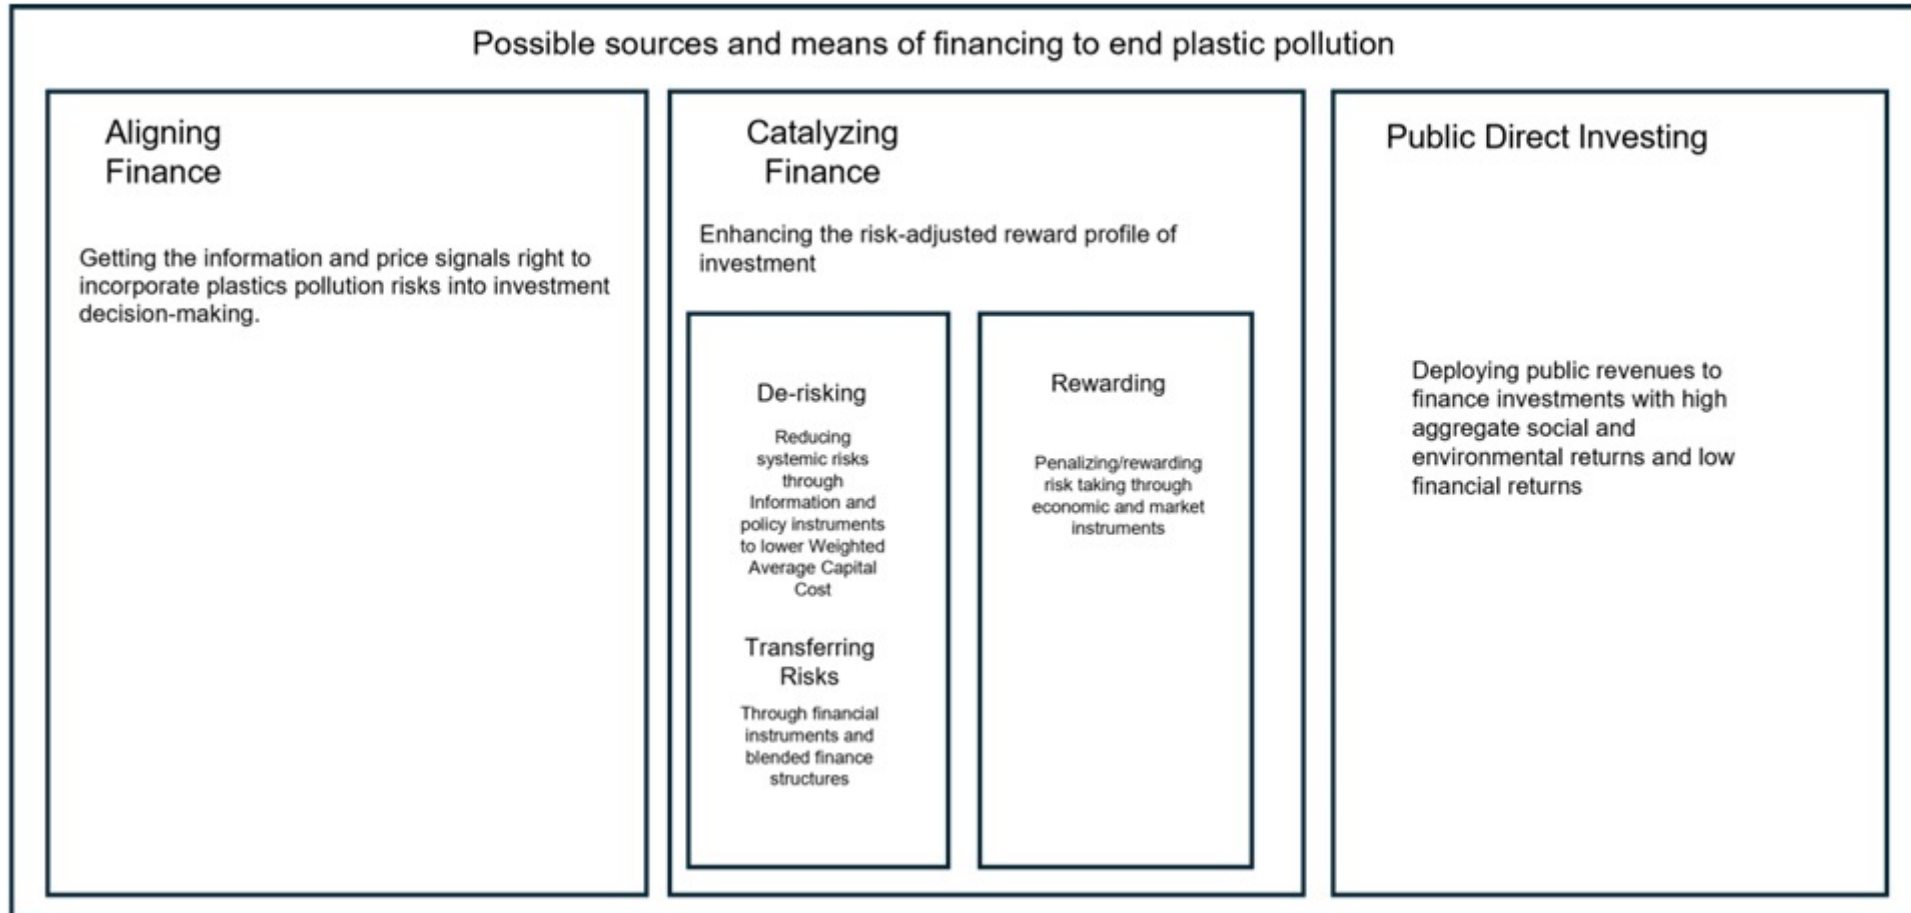 Possible sources and means of financing to end plastic pollution
Aligning
Finance
Getting the information and price signals right to
incorporate plastics pollution risks into investment
decision-making.
Catalyzing
Finance
Enhancing the risk-adjusted reward profile of
investment
De-risking
Reducing
systemic risks
through
Information and
policy instruments
to lower Weighted
Average Capital
Cost
Transferring
Risks
Through financial
instruments and
blended finance
structures
Rewarding
Penalizing/rewarding
risk taking through
economic and market
instruments
Public Direct Investing
Deploying public revenues to
finance investments with high
aggregate social and
environmental returns and low
financial returns